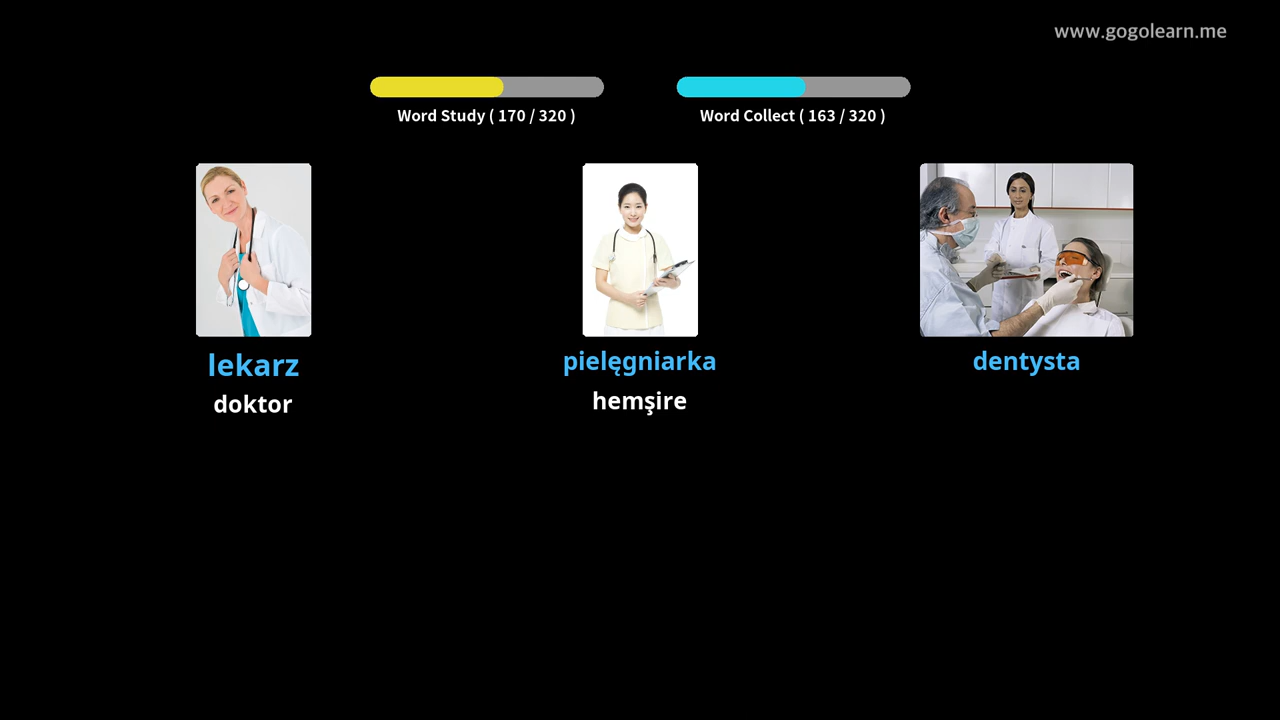 www.gogolearn.me
Word Study ( 170 / 320 )
Word Collect ( 163 / 320 )
lekarz
doktor
pielęgniarka
hemşire
dentysta